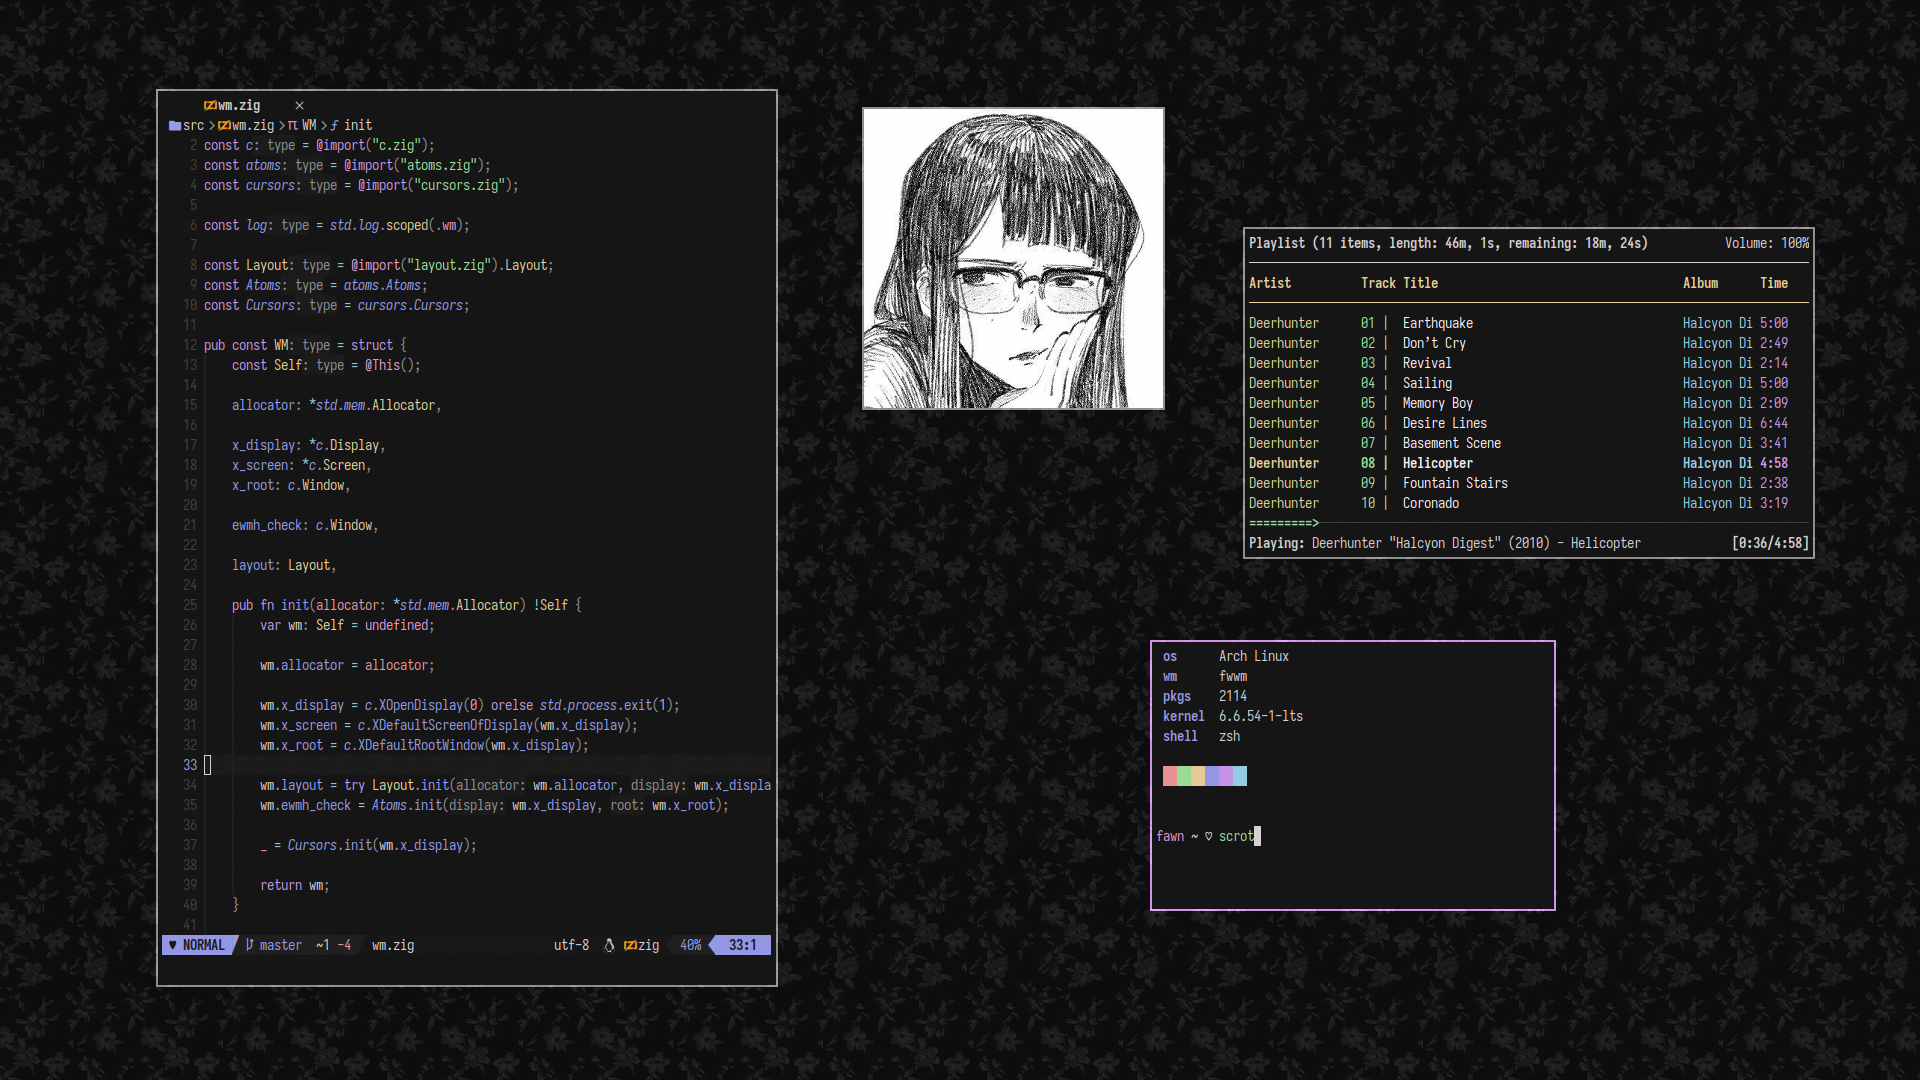 wm.zig ×
src > wm.zig > π WM > ƒ init
2 const c: type = @import("c.zig");
3 const atoms: type = @import("atoms.zig");
4 const cursors: type = @import("cursors.zig");
5
6 const log: type = std.log.scoped(.wm);
7
8 const Layout: type = @import("layout.zig").Layout;
9 const Atoms: type = atoms.Atoms;
10 const Cursors: type = cursors.Cursors;
11
12 pub const WM: type = struct {
13 const Self: type = @This();
14
15 allocator: *std.mem.Allocator,
16
17 x_display: *c.Display,
18 x_screen: *c.Screen,
19 x_root: c.Window,
20
21 ewmh_check: c.Window,
22
23 layout: Layout,
24
25 pub fn init(allocator: *std.mem.Allocator) !Self {
26 var wm: Self = undefined;
27
28 wm.allocator = allocator;
29
30 wm.x_display = c.XOpenDisplay(0) orelse std.process.exit(1);
31 wm.x_screen = c.XDefaultScreenOfDisplay(wm.x_display);
32 wm.x_root = c.XDefaultRootWindow(wm.x_display);
33
34 wm.layout = try Layout.init(allocator: wm.allocator, display: wm.x_displa
35 wm.ewmh_check = Atoms.init(display: wm.x_display, root: wm.x_root);
36
37 _ = Cursors.init(wm.x_display);
38
39 return wm;
40 }
41
♥ NORMAL master ~1 -4 wm.zig utf-8 zig 40% 33:1
Playlist (11 items, length: 46m, 1s, remaining: 18m, 24s) Volume: 100%
Artist Track Title Album Time
Deerhunter 01 | Earthquake Halcyon Di 5:00
Deerhunter 02 | Don't Cry Halcyon Di 2:49
Deerhunter 03 | Revival Halcyon Di 2:14
Deerhunter 04 | Sailing Halcyon Di 5:00
Deerhunter 05 | Memory Boy Halcyon Di 2:09
Deerhunter 06 | Desire Lines Halcyon Di 6:44
Deerhunter 07 | Basement Scene Halcyon Di 3:41
Deerhunter 08 | Helicopter Halcyon Di 4:58
Deerhunter 09 | Fountain Stairs Halcyon Di 2:38
Deerhunter 10 | Coronado Halcyon Di 3:19
=========>
Playing: Deerhunter "Halcyon Digest" (2010) - Helicopter [0:36/4:58]
os Arch Linux
wm fwwm
pkgs 2114
kernel 6.6.54-1-lts
shell zsh
fawn ~ ♡ scrot